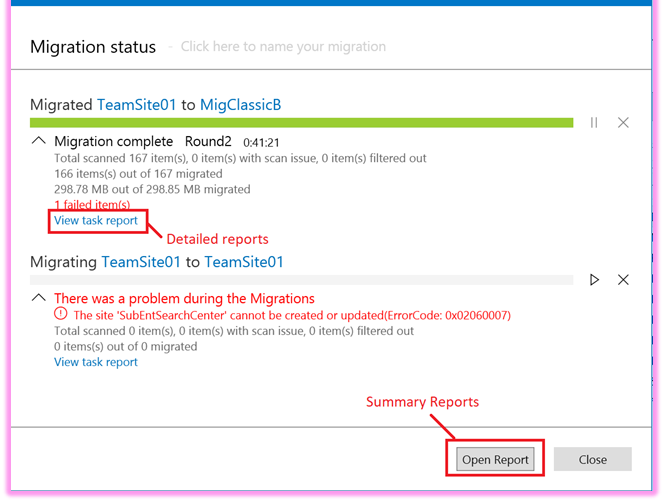 Migration status - Click here to name your migration
Migrated TeamSite01 to MigClassicB
Migration complete Round2 0:41:21
Total scanned 167 item(s), 0 item(s) with scan issue, 0 item(s) filtered out
166 items(s) out of 167 migrated
298.78 MB out of 298.85 MB migrated
1 failed item(s)
View task report
Detailed reports
Migrating TeamSite01 to TeamSite01
There was a problem during the Migrations
The site 'SubEntSearchCenter' cannot be created or updated(ErrorCode: 0x02060007)
Total scanned 0 item(s), 0 item(s) with scan issue, 0 item(s) filtered out
0 items(s) out of 0 migrated
View task report
Summary Reports
Open Report
Close